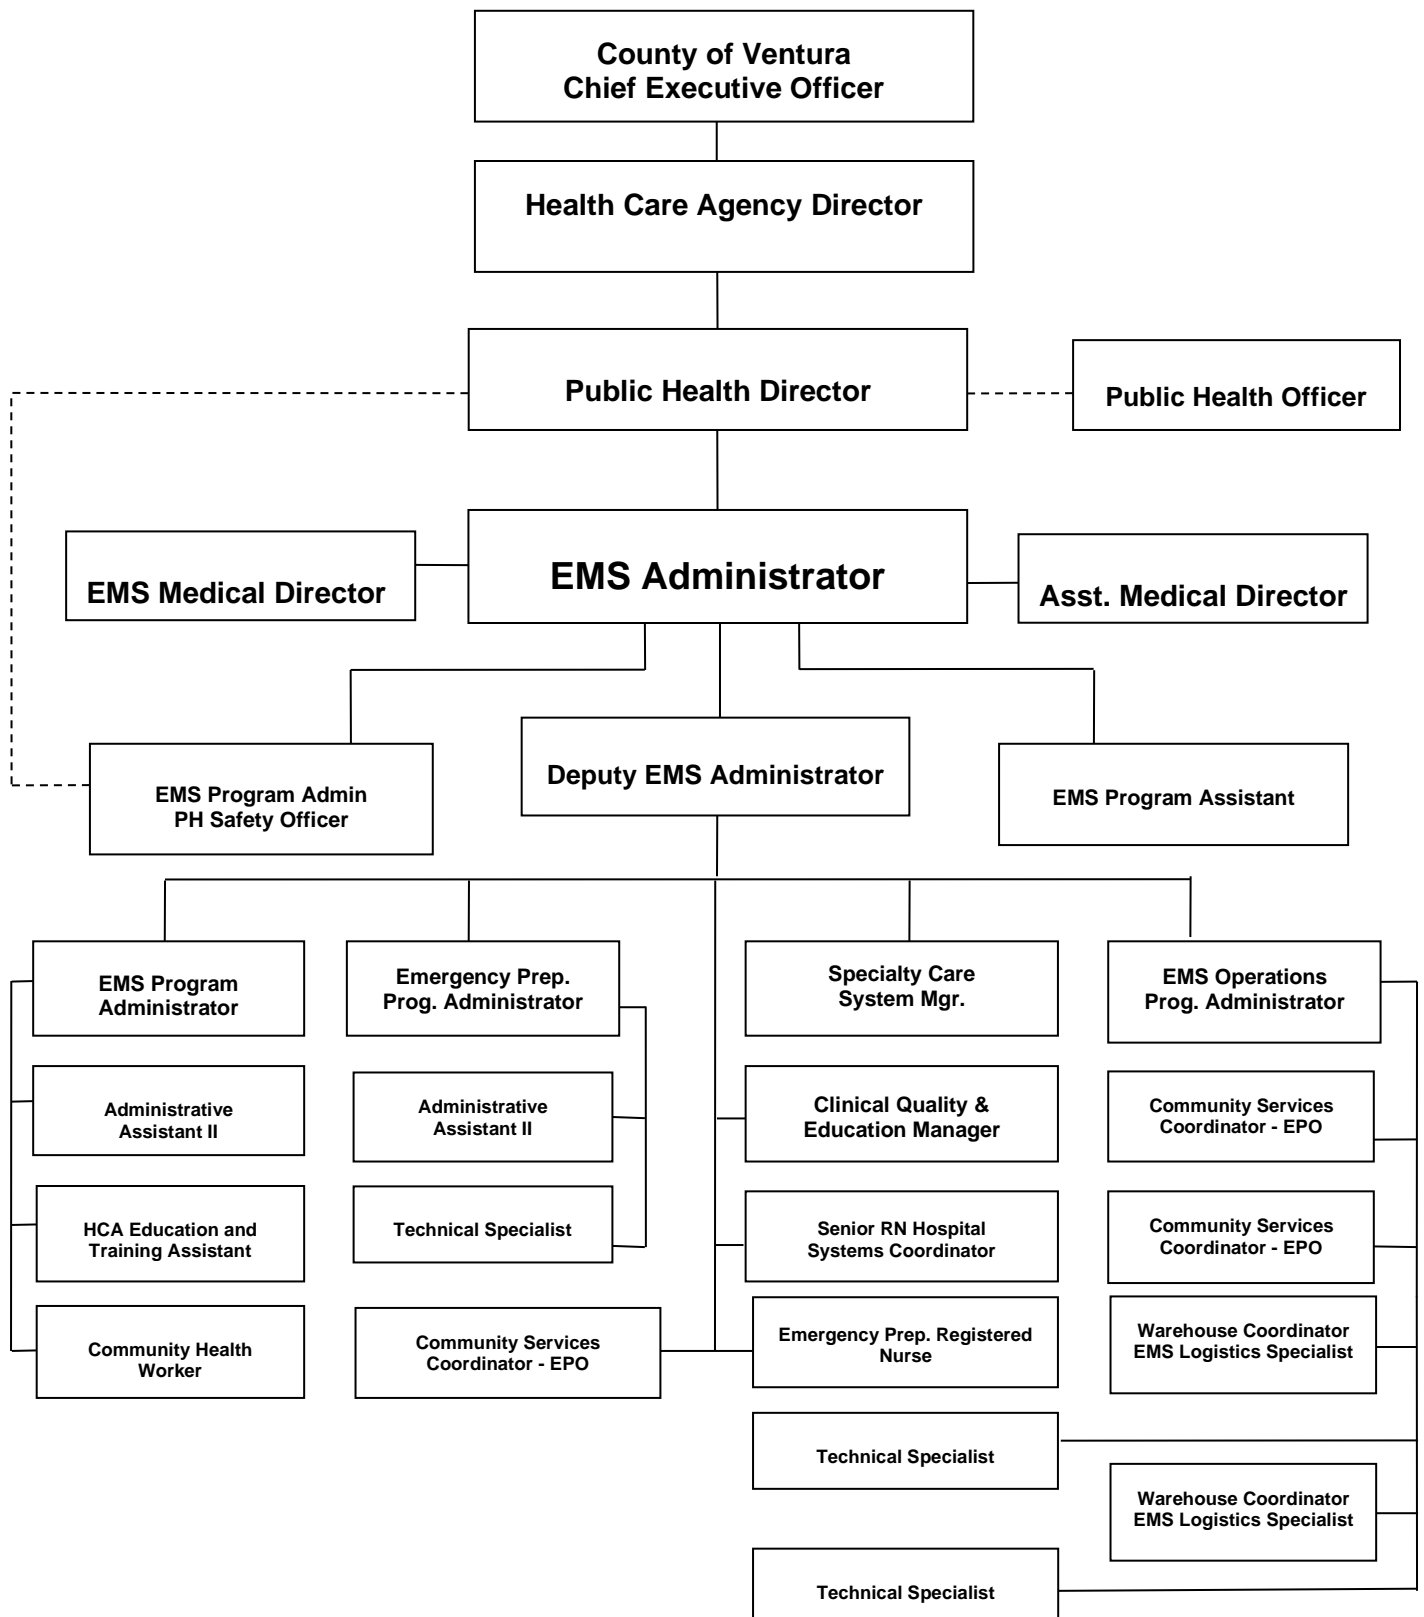 County of Ventura
Chief Executive Officer
Health Care Agency Director
Public Health Director
Public Health Officer
EMS Medical Director
EMS Administrator
Asst. Medical Director
EMS Program Admin
PH Safety Officer
Deputy EMS Administrator
EMS Program Assistant
EMS Program
Administrator
Emergency Prep.
Prog. Administrator
Specialty Care
System Mgr.
EMS Operations
Prog. Administrator
Administrative
Assistant II
Administrative
Assistant II
Clinical Quality &
Education Manager
Community Services
Coordinator - EPO
HCA Education and
Training Assistant
Technical Specialist
Senior RN Hospital
Systems Coordinator
Community Services
Coordinator - EPO
Community Health
Worker
Community Services
Coordinator - EPO
Emergency Prep. Registered
Nurse
Warehouse Coordinator
EMS Logistics Specialist
Technical Specialist
Warehouse Coordinator
EMS Logistics Specialist
Technical Specialist